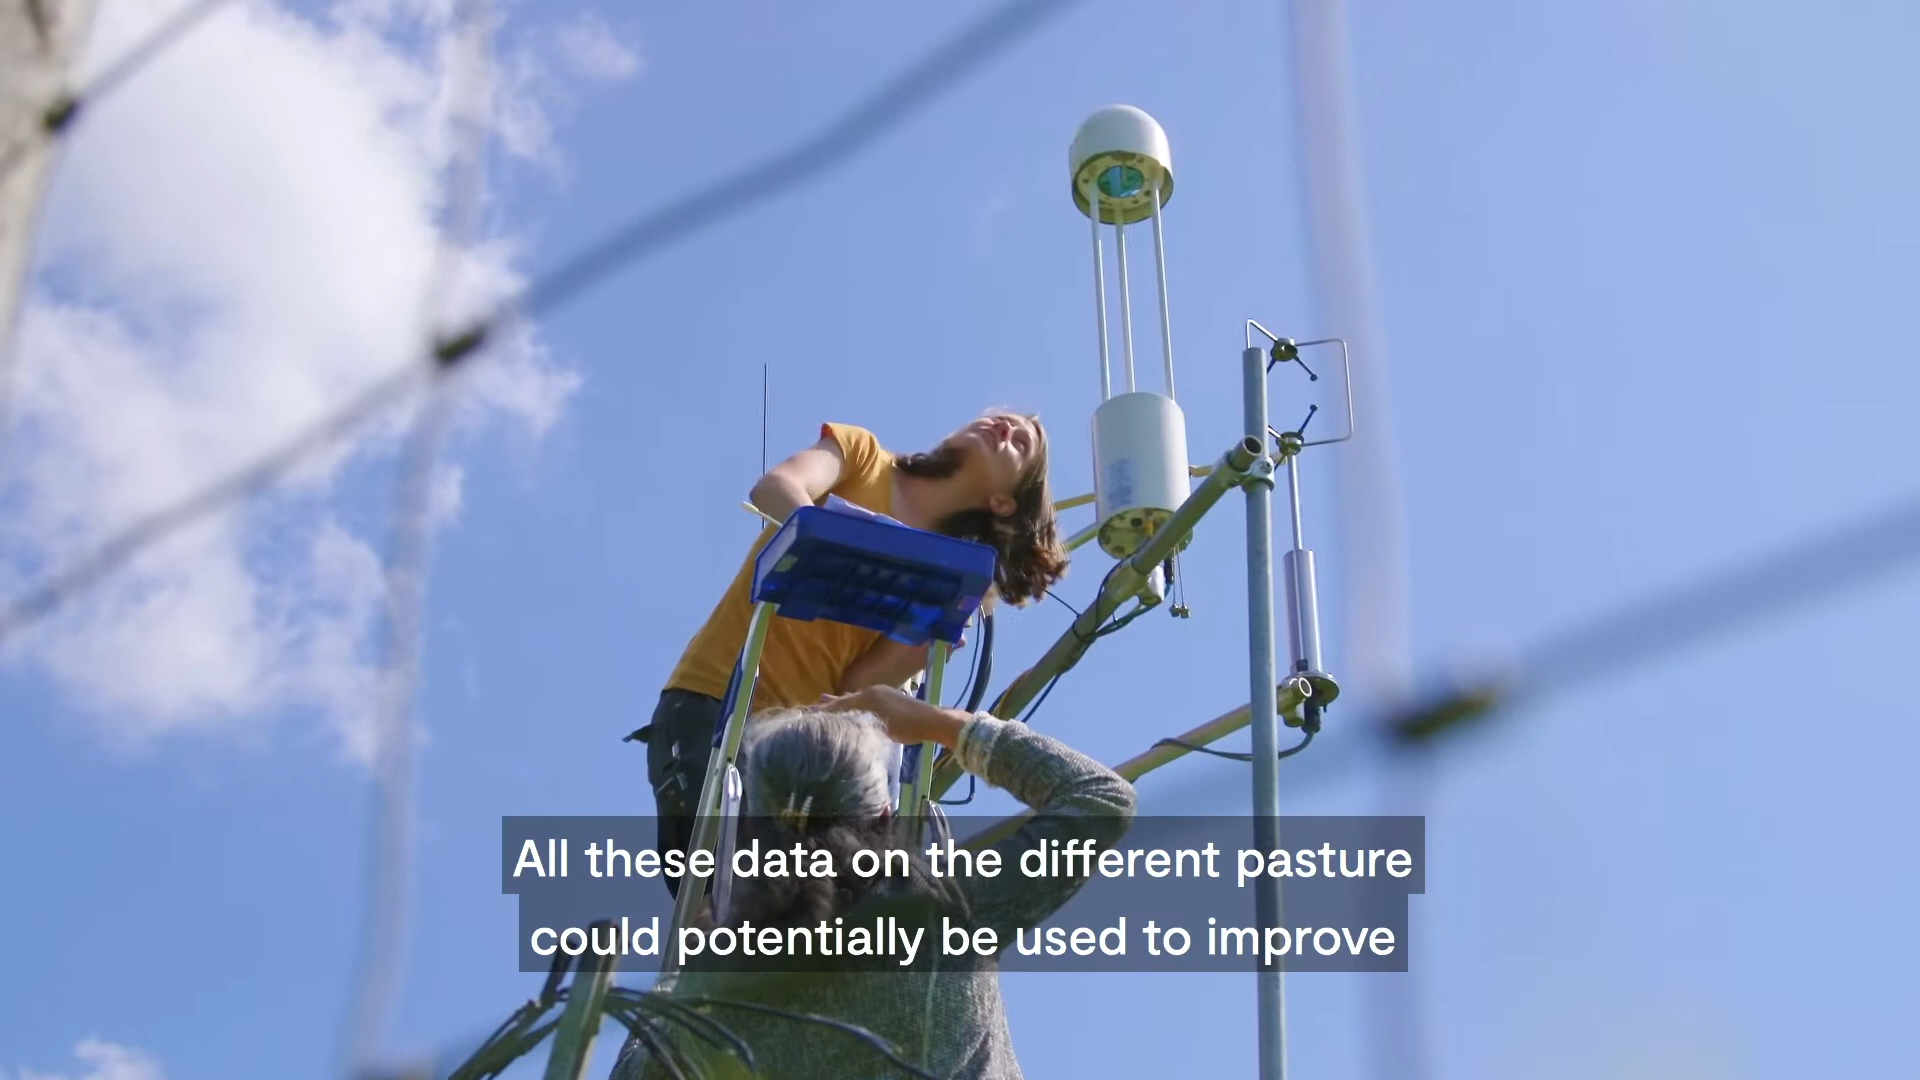 All these data on the different pasture
could potentially be used to improve